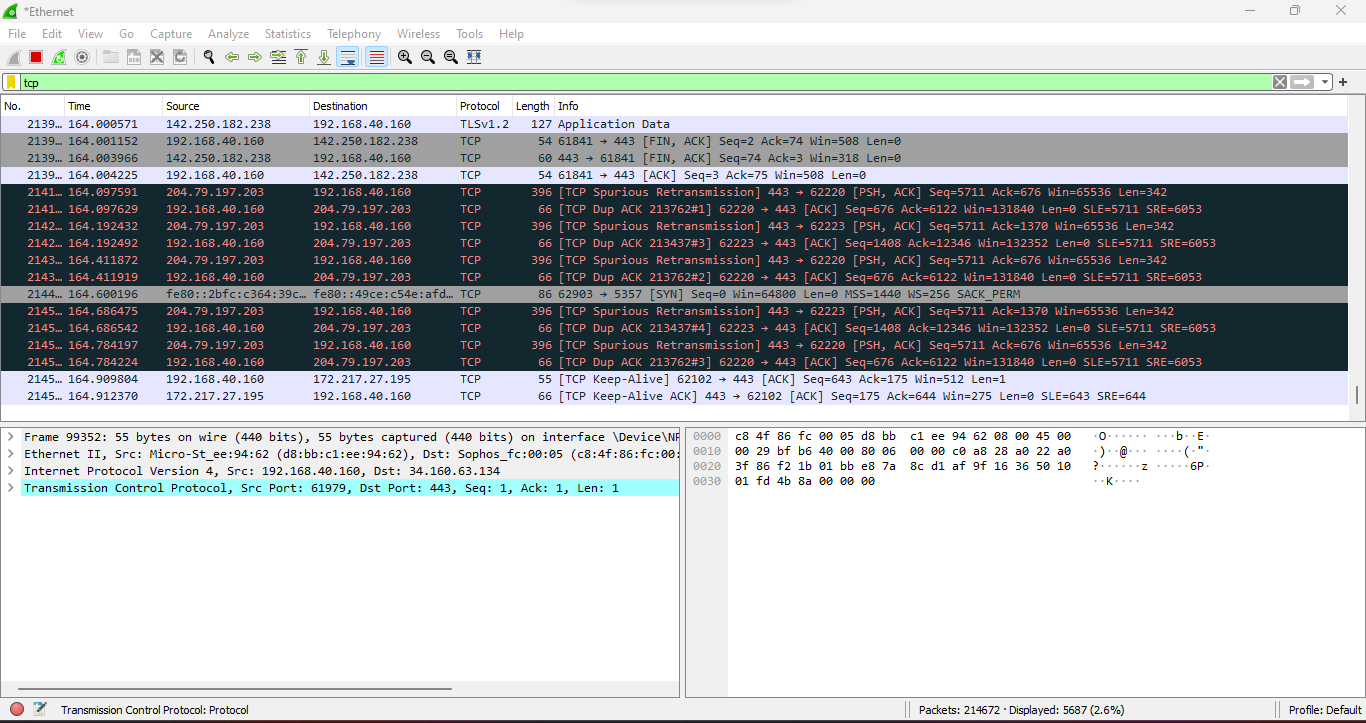 *Ethernet
File Edit View Go Capture Analyze Statistics Telephony Wireless Tools Help
tcp
No. Time Source Destination Protocol Length Info
2139… 164.000571 142.250.182.238 192.168.40.160 TLSv1.2 127 Application Data
2139… 164.001152 192.168.40.160 142.250.182.238 TCP 54 61841 → 443 [FIN, ACK] Seq=2 Ack=74 Win=508 Len=0
2139… 164.003966 142.250.182.238 192.168.40.160 TCP 60 443 → 61841 [FIN, ACK] Seq=74 Ack=3 Win=318 Len=0
2139… 164.004225 192.168.40.160 142.250.182.238 TCP 54 61841 → 443 [ACK] Seq=3 Ack=75 Win=508 Len=0
2141… 164.097591 204.79.197.203 192.168.40.160 TCP 396 [TCP Spurious Retransmission] 443 → 62220 [PSH, ACK] Seq=5711 Ack=676 Win=65536 Len=342
2141… 164.097629 192.168.40.160 204.79.197.203 TCP 66 [TCP Dup ACK 213762#1] 62220 → 443 [ACK] Seq=676 Ack=6122 Win=131840 Len=0 SLE=5711 SRE=6053
2142… 164.192432 204.79.197.203 192.168.40.160 TCP 396 [TCP Spurious Retransmission] 443 → 62223 [PSH, ACK] Seq=5711 Ack=1370 Win=65536 Len=342
2142… 164.192492 192.168.40.160 204.79.197.203 TCP 66 [TCP Dup ACK 213437#3] 62223 → 443 [ACK] Seq=1408 Ack=12346 Win=132352 Len=0 SLE=5711 SRE=6053
2143… 164.411872 204.79.197.203 192.168.40.160 TCP 396 [TCP Spurious Retransmission] 443 → 62220 [PSH, ACK] Seq=5711 Ack=676 Win=65536 Len=342
2143… 164.411919 192.168.40.160 204.79.197.203 TCP 66 [TCP Dup ACK 213762#2] 62220 → 443 [ACK] Seq=676 Ack=6122 Win=131840 Len=0 SLE=5711 SRE=6053
2144… 164.600196 fe80::2bfc:c364:39c… fe80::49ce:c54e:afd… TCP 86 62903 → 5357 [SYN] Seq=0 Win=64800 Len=0 MSS=1440 WS=256 SACK_PERM
2145… 164.686475 204.79.197.203 192.168.40.160 TCP 396 [TCP Spurious Retransmission] 443 → 62223 [PSH, ACK] Seq=5711 Ack=1370 Win=65536 Len=342
2145… 164.686542 192.168.40.160 204.79.197.203 TCP 66 [TCP Dup ACK 213437#4] 62223 → 443 [ACK] Seq=1408 Ack=12346 Win=132352 Len=0 SLE=5711 SRE=6053
2145… 164.784197 204.79.197.203 192.168.40.160 TCP 396 [TCP Spurious Retransmission] 443 → 62220 [PSH, ACK] Seq=5711 Ack=676 Win=65536 Len=342
2145… 164.784224 192.168.40.160 204.79.197.203 TCP 66 [TCP Dup ACK 213762#3] 62220 → 443 [ACK] Seq=676 Ack=6122 Win=131840 Len=0 SLE=5711 SRE=6053
2145… 164.909804 192.168.40.160 172.217.27.195 TCP 55 [TCP Keep-Alive] 62102 → 443 [ACK] Seq=643 Ack=175 Win=512 Len=1
2145… 164.912370 172.217.27.195 192.168.40.160 TCP 66 [TCP Keep-Alive ACK] 443 → 62102 [ACK] Seq=175 Ack=644 Win=275 Len=0 SLE=643 SRE=644
Frame 99352: 55 bytes on wire (440 bits), 55 bytes captured (440 bits) on interface \Device\NF
Ethernet II, Src: Micro-St_ee:94:62 (d8:bb:c1:ee:94:62), Dst: Sophos_fc:00:05 (c8:4f:86:fc:00:
Internet Protocol Version 4, Src: 192.168.40.160, Dst: 34.160.63.134
Transmission Control Protocol, Src Port: 61979, Dst Port: 443, Seq: 1, Ack: 1, Len: 1
0000 c8 4f 86 fc 00 05 d8 bb c1 ee 94 62 08 00 45 00 ·O······ ···b··E·
0010 00 29 bf b6 40 00 80 06 00 00 c0 a8 28 a0 22 a0 ·)··@··· ····(·"·
0020 3f 86 f2 1b 01 bb e8 7a 8c d1 af 9f 16 36 50 10 ?······z ·····6P·
0030 01 fd 4b 8a 00 00 00 ··K····
Transmission Control Protocol: Protocol
Packets: 214672 · Displayed: 5687 (2.6%)
Profile: Default